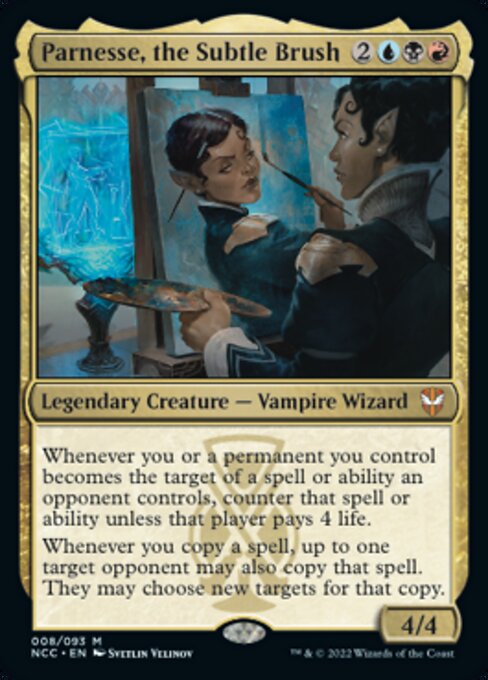 Parnesse, the Subtle Brush 2
Legendary Creature — Vampire Wizard
Whenever you or a permanent you control
becomes the target of a spell or ability an
opponent controls, counter that spell or
ability unless that player pays 4 life.
Whenever you copy a spell, up to one
target opponent may also copy that spell.
They may choose new targets for that copy.
4/4
008/093 M
NCC • EN Svetlin Velinov
™ & © 2022 Wizards of the Coast